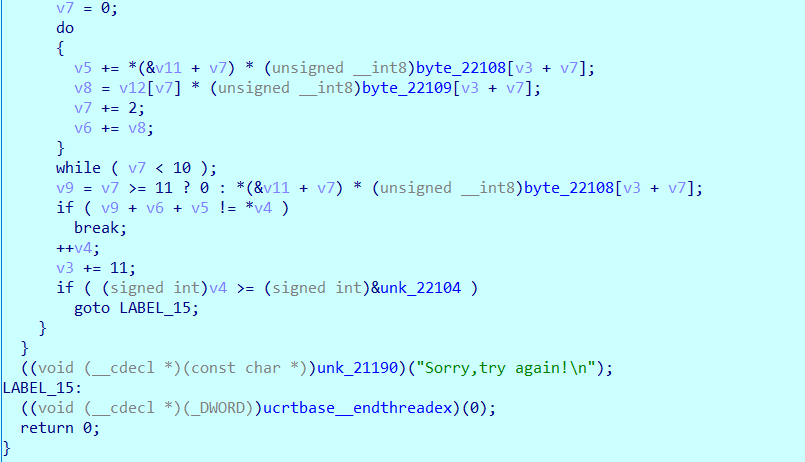 v7 = 0;
do
{
v5 += *(&v11 + v7) * (unsigned __int8)byte_22108[v3 + v7];
v8 = v12[v7] * (unsigned __int8)byte_22109[v3 + v7];
v7 += 2;
v6 += v8;
}
while ( v7 < 10 );
v9 = v7 >= 11 ? 0 : *(&v11 + v7) * (unsigned __int8)byte_22108[v3 + v7];
if ( v9 + v6 + v5 != *v4 )
break;
++v4;
v3 += 11;
if ( (signed int)v4 >= (signed int)&unk_22104 )
goto LABEL_15;
}
}
((void (__cdecl *)(const char *))unk_21190)("Sorry,try again!\n");
LABEL_15:
((void (__cdecl *)(_DWORD))ucrtbase__endthreadex)(0);
return 0;
}